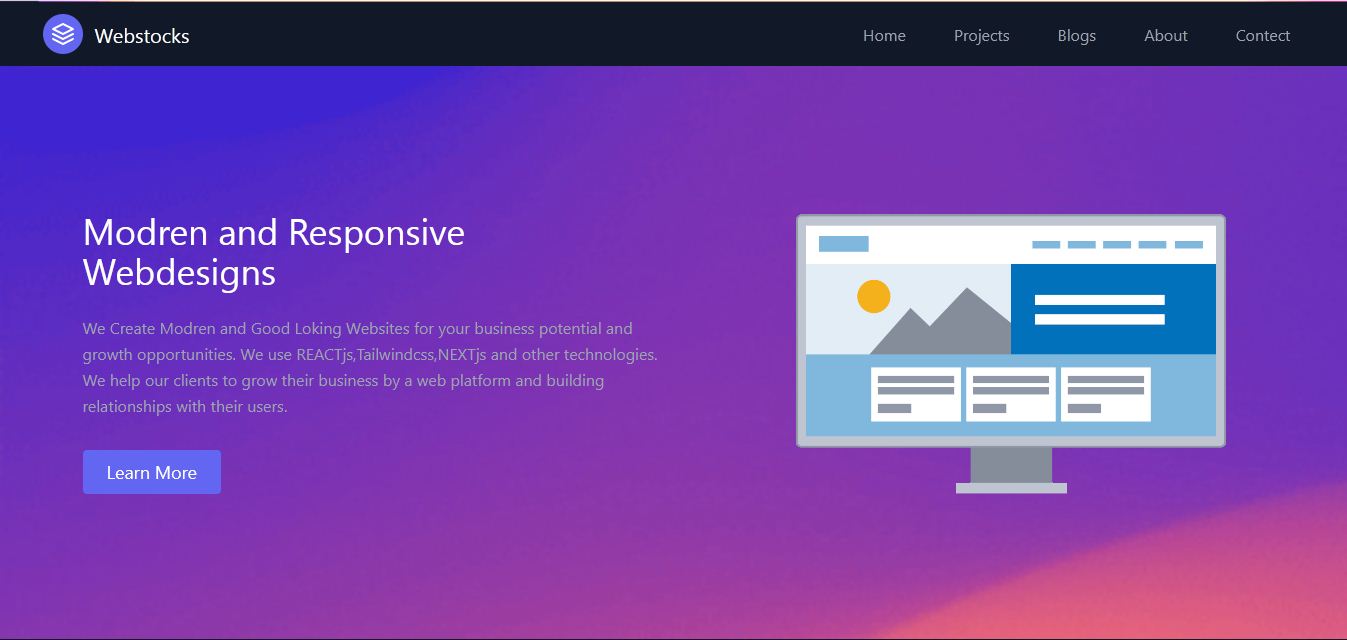 Webstocks
Home Projects Blogs About Contect
Modren and Responsive
Webdesigns
We Create Modren and Good Loking Websites for your business potential and
growth opportunities. We use REACTjs,Tailwindcss,NEXTjs and other technologies.
We help our clients to grow their business by a web platform and building
relationships with their users.
Learn More